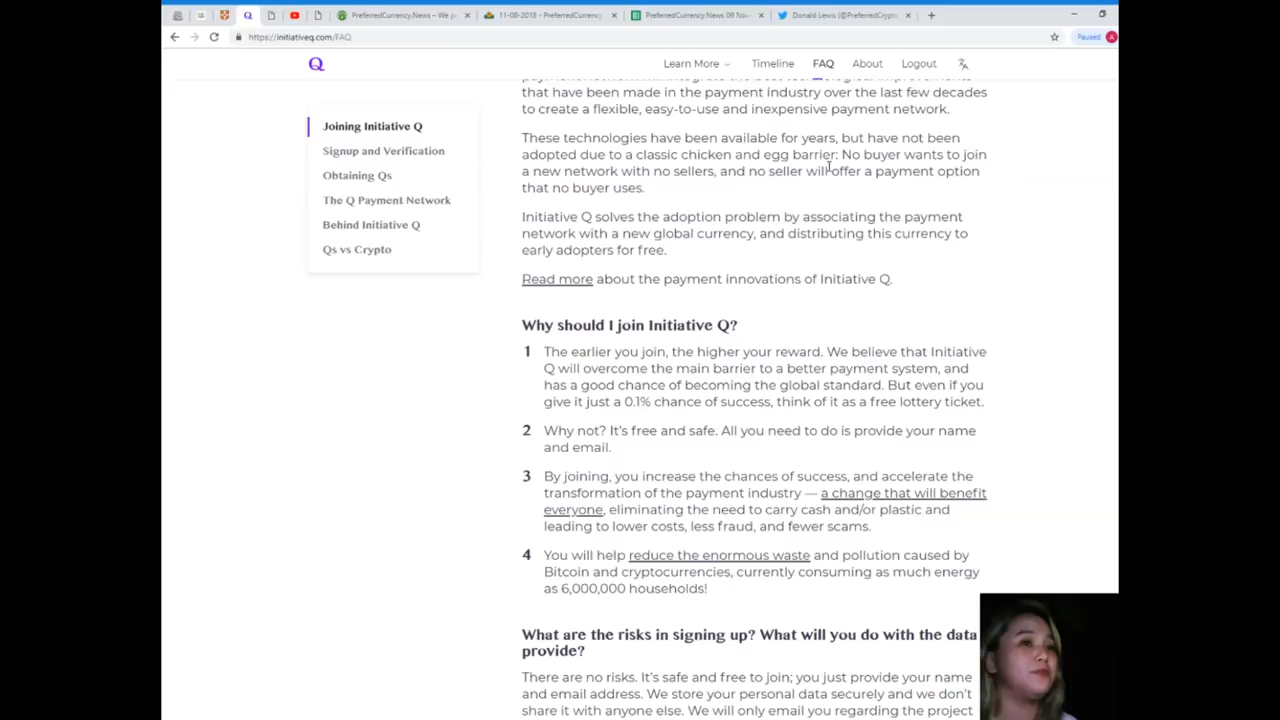 PreferredCurrency.News – We p
11-08-2018 - PreferredCurrency
PreferredCurrency.News 09 Nov
Donald Lewis (@PreferredCrypt
https://initiativeq.com/FAQ
Paused
A
Q
Learn More
Timeline
FAQ
About
Logout
Joining Initiative Q
Signup and Verification
Obtaining Qs
The Q Payment Network
Behind Initiative Q
Qs vs Crypto
that have been made in the payment industry over the last few decades
to create a flexible, easy-to-use and inexpensive payment network.
These technologies have been available for years, but have not been
adopted due to a classic chicken and egg barrier: No buyer wants to join
a new network with no sellers, and no seller will offer a payment option
that no buyer uses.
Initiative Q solves the adoption problem by associating the payment
network with a new global currency, and distributing this currency to
early adopters for free.
Read more about the payment innovations of Initiative Q.
Why should I join Initiative Q?
1 The earlier you join, the higher your reward. We believe that Initiative
Q will overcome the main barrier to a better payment system, and
has a good chance of becoming the global standard. But even if you
give it just a 0.1% chance of success, think of it as a free lottery ticket.
2 Why not? It's free and safe. All you need to do is provide your name
and email.
3 By joining, you increase the chances of success, and accelerate the
transformation of the payment industry — a change that will benefit
everyone, eliminating the need to carry cash and/or plastic and
leading to lower costs, less fraud, and fewer scams.
4 You will help reduce the enormous waste and pollution caused by
Bitcoin and cryptocurrencies, currently consuming as much energy
as 6,000,000 households!
What are the risks in signing up? What will you do with the data
provide?
There are no risks. It's safe and free to join; you just provide your name
and email address. We store your personal data securely and we don't
share it with anyone else. We will only email you regarding the project